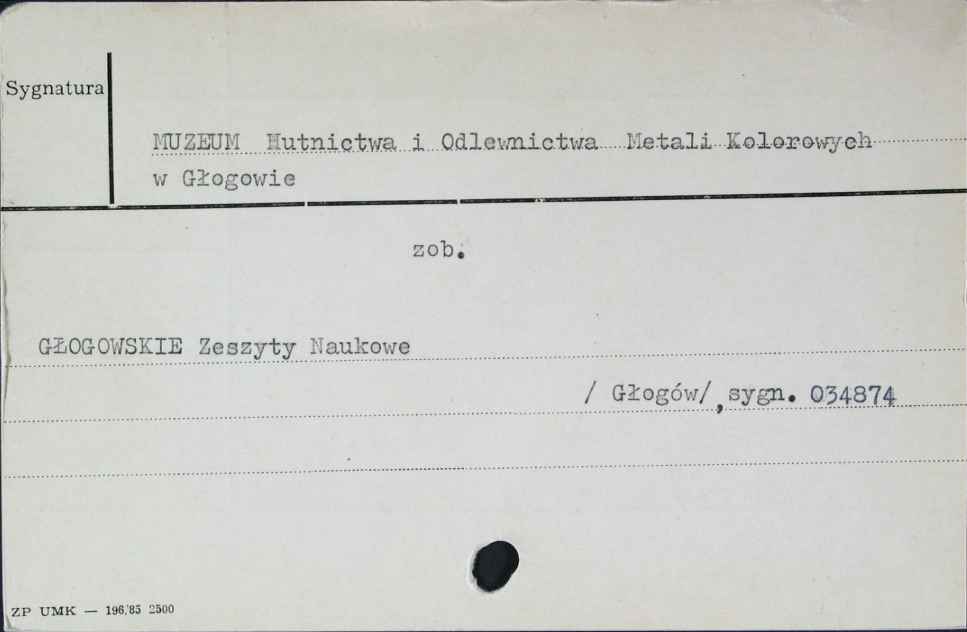 Sygnatura
MUZEUM Hutnictwa i Odlewnictwa Metali Kolorowych
w Głogowie
zob.
GŁOGOWSKIE Zeszyty Naukowe
/ Głogów/, sygn. 034874
ZP UMK — 196/85 2500